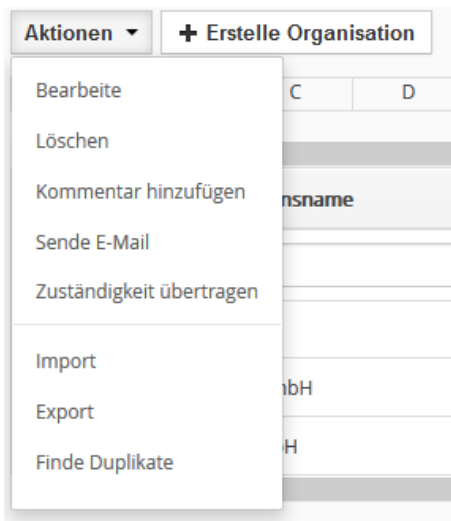 Aktionen
Erstelle Organisation
Bearbeite
C
D
Löschen
Kommentar hinzufügen
nsname
Sende E-Mail
Zuständigkeit übertragen
Import
bH
Export
H
Finde Duplikate